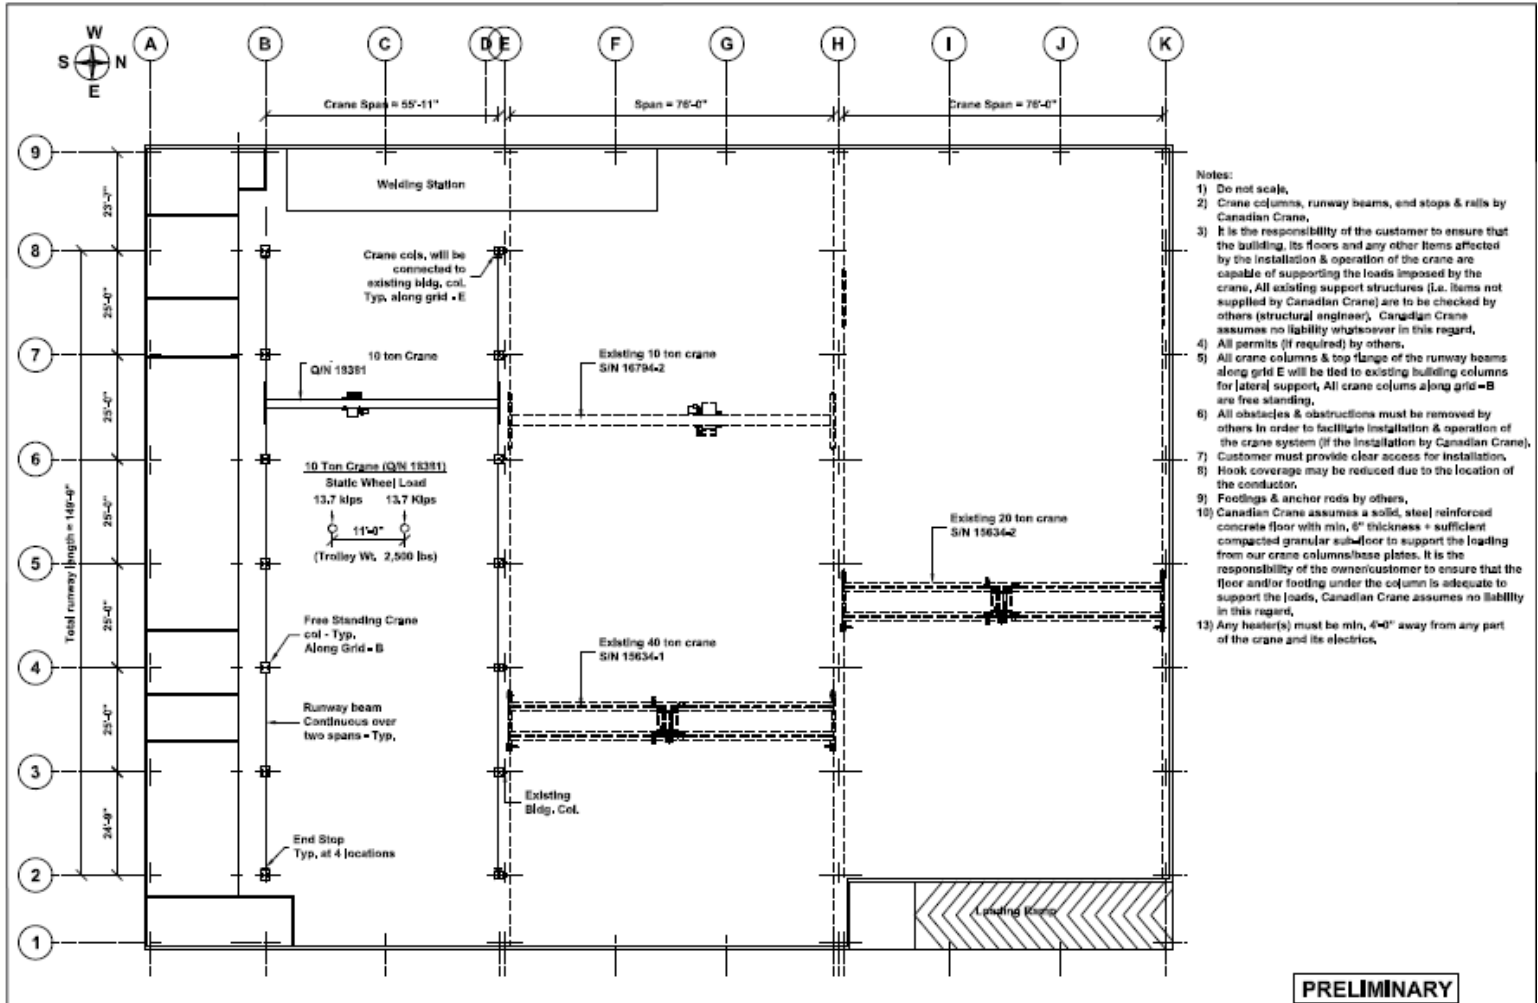 W
S N
E
A B C D E F G H I J K
Crane Span = 55'-11"
Span = 76'-0"
Crane Span = 76'-0"
9
8
7
6
5
4
3
2
1
23'-7"
25'-0"
25'-0"
25'-0"
25'-0"
25'-0"
24'-9"
Total runway length = 149'-9"
Welding Station
Crane cols. will be
connected to
existing bldg. col.
Typ. along grid - E
10 ton Crane
Q/N 18381
Existing 10 ton crane
S/N 16794-2
10 Ton Crane (Q/N 18381)
Static Wheel Load
13.7 kips 13.7 Kips
11'-0"
(Trolley Wt. 2,500 lbs)
Existing 20 ton crane
S/N 15634-2
Free Standing Crane
col - Typ.
Along Grid - B
Existing 40 ton crane
S/N 15634-1
Runway beam
Continuous over
two spans - Typ.
Existing
Bldg. Col.
End Stop
Typ. at 4 locations
Loading Ramp
Notes:
1) Do not scale.
2) Crane columns, runway beams, end stops & rails by
Canadian Crane.
3) It is the responsibility of the customer to ensure that
the building, its floors and any other items affected
by the installation & operation of the crane are
capable of supporting the loads imposed by the
crane. All existing support structures (i.e. items not
supplied by Canadian Crane) are to be checked by
others (structural engineer). Canadian Crane
assumes no liability whatsoever in this regard.
4) All permits (if required) by others.
5) All crane columns & top flange of the runway beams
along grid E will be tied to existing building columns
for lateral support. All crane colums along grid - B
are free standing.
6) All obstacles & obstructions must be removed by
others in order to facilitate installation & operation of
the crane system (if the installation by Canadian Crane).
7) Customer must provide clear access for installation.
8) Hook coverage may be reduced due to the location of
the conductor.
9) Footings & anchor rods by others.
10) Canadian Crane assumes a solid, steel reinforced
concrete floor with min. 6" thickness + sufficient
compacted granular sub-floor to support the loading
from our crane columns/base plates. It is the
responsibility of the owner/customer to ensure that the
floor and/or footing under the column is adequate to
support the loads. Canadian Crane assumes no liability
in this regard.
13) Any heater(s) must be min. 4'-0" away from any part
of the crane and its electrics.
PRELIMINARY